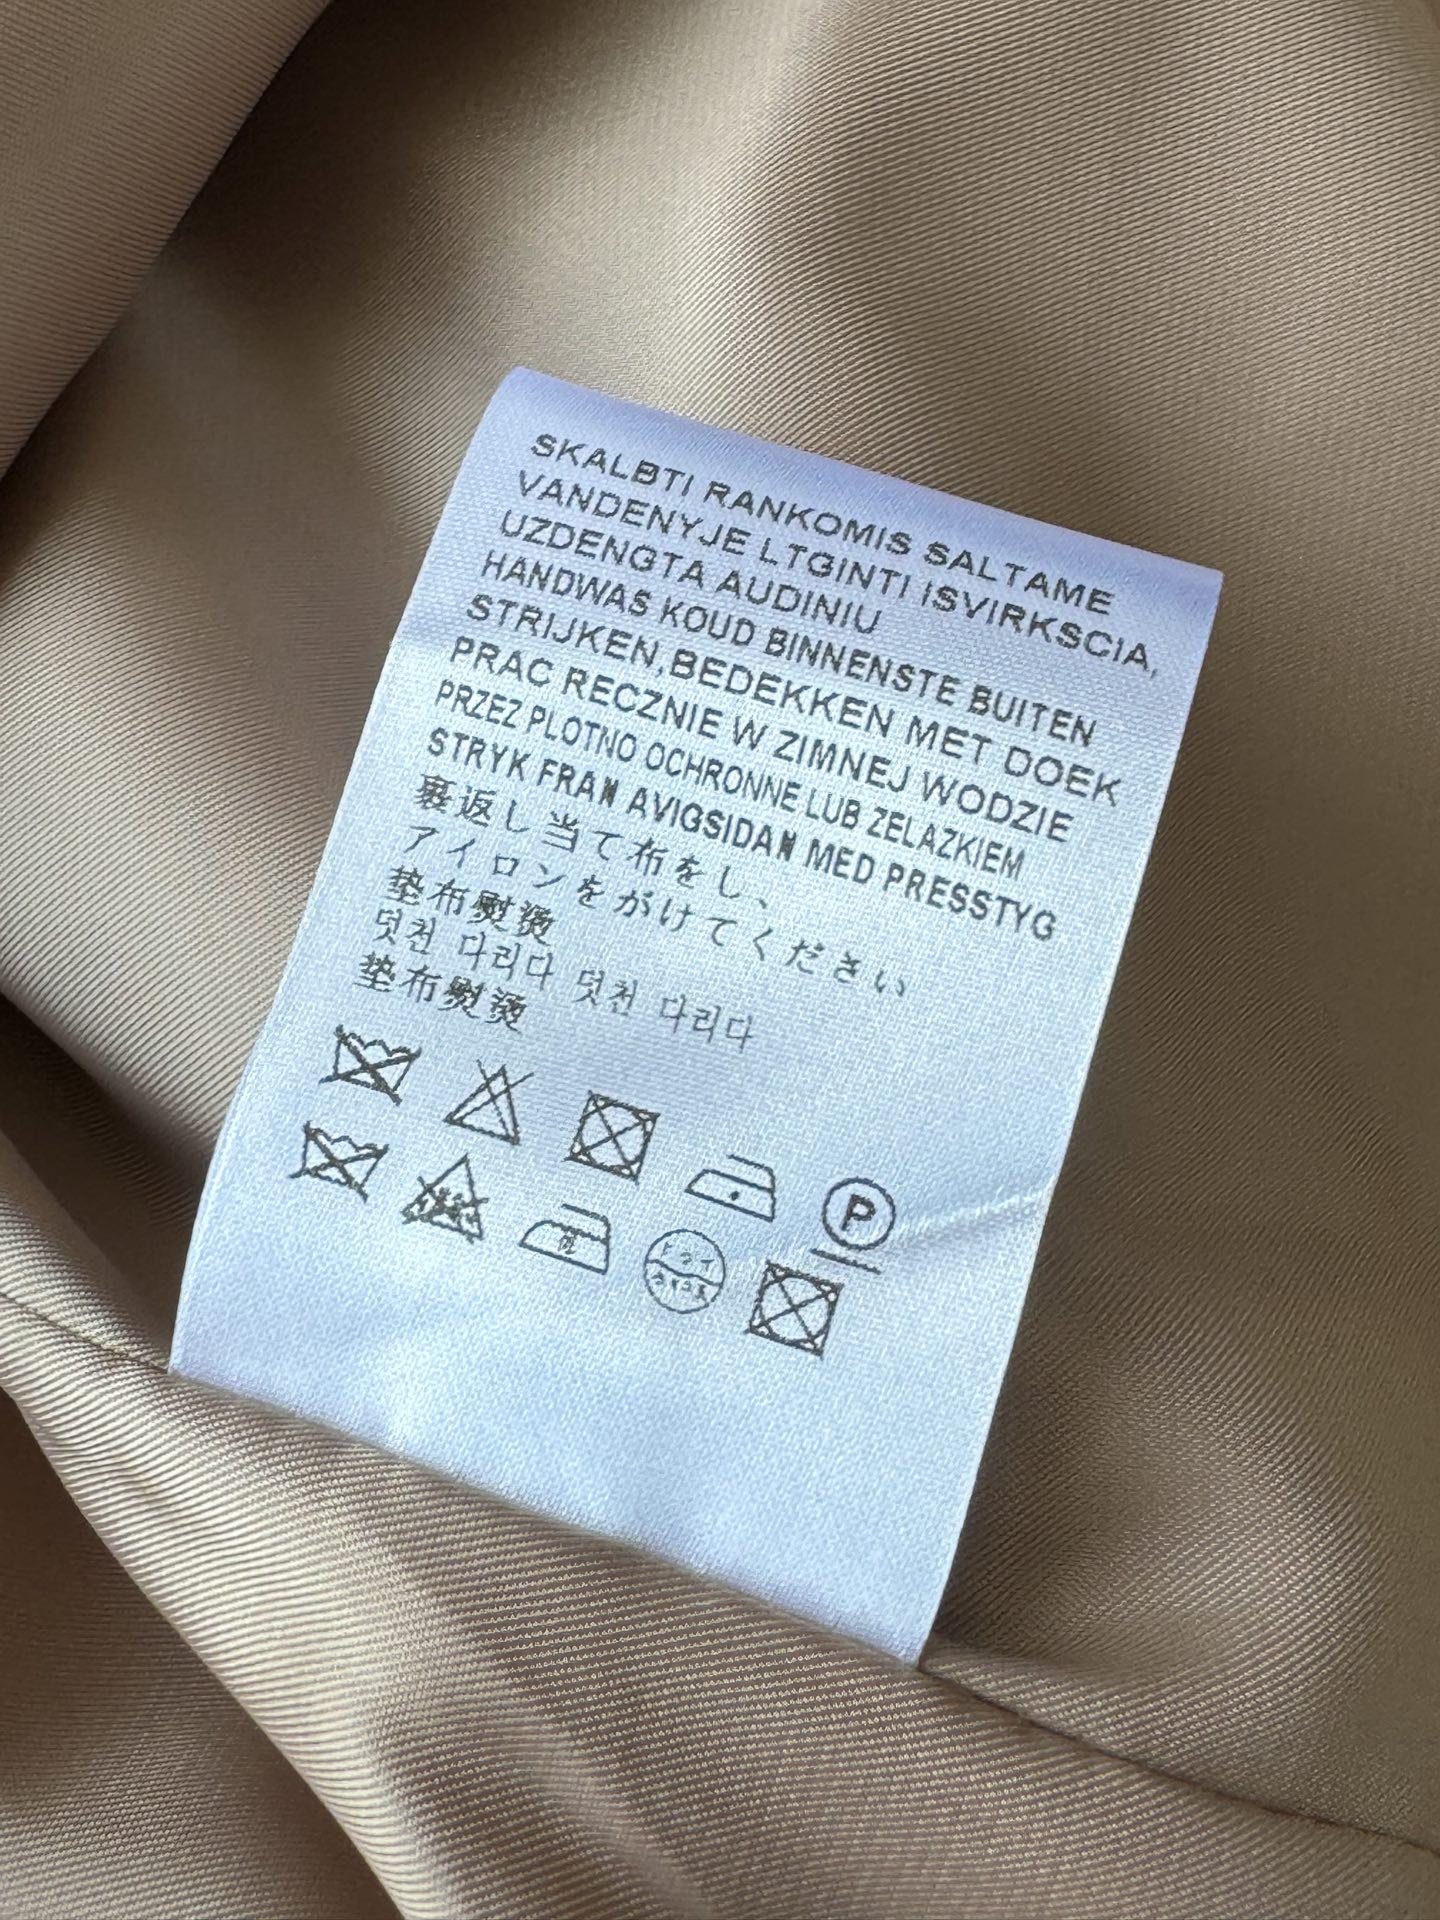 SKALBTI RANKOMIS SALTAME
VANDENYJE LTGINTI ISVIRKSCIA,
UZDENGTA AUDINIU
HANDWAS KOUD BINNENSTE BUITEN
STRIJKEN,BEDEKKEN MET DOEK
PRAC RECZNIE W ZIMNEJ WODZIE
PRZEZ PLOTNO OCHRONNE LUB ZELAZKIEM
STRYK FRAN AVIGSIDAN MED PRESSTYG
裏返し当て布をし、
アイロンをがけてください
垫布熨烫
덧천 다리다 덧천 다리다
垫布熨烫
P